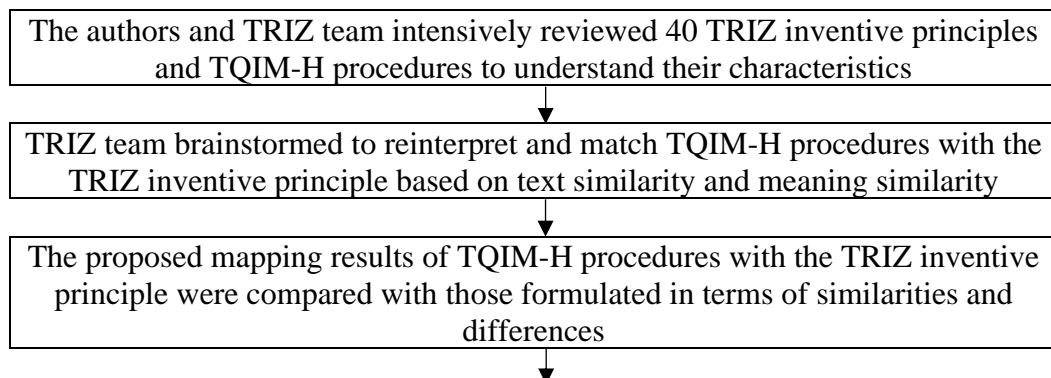 The authors and TRIZ team intensively reviewed 40 TRIZ inventive principles
and TQIM-H procedures to understand their characteristics
TRIZ team brainstormed to reinterpret and match TQIM-H procedures with the
TRIZ inventive principle based on text similarity and meaning similarity
The proposed mapping results of TQIM-H procedures with the TRIZ inventive
principle were compared with those formulated in terms of similarities and
differences